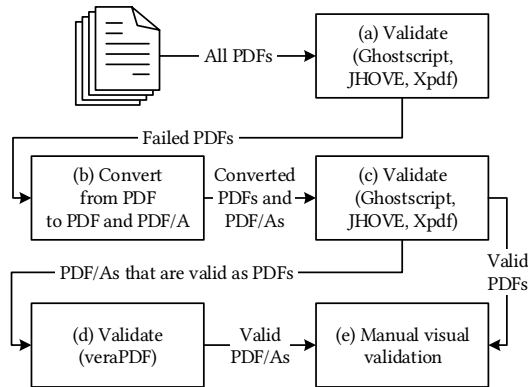 All PDFs
(a) Validate
(Ghostscript,
JHOVE, Xpdf)
Failed PDFs
(b) Convert
from PDF
to PDF and PDF/A
Converted
PDFs and
PDF/As
(c) Validate
(Ghostscript,
JHOVE, Xpdf)
Valid
PDFs
PDF/As that are valid as PDFs
(d) Validate
(veraPDF)
Valid
PDF/As
(e) Manual visual
validation